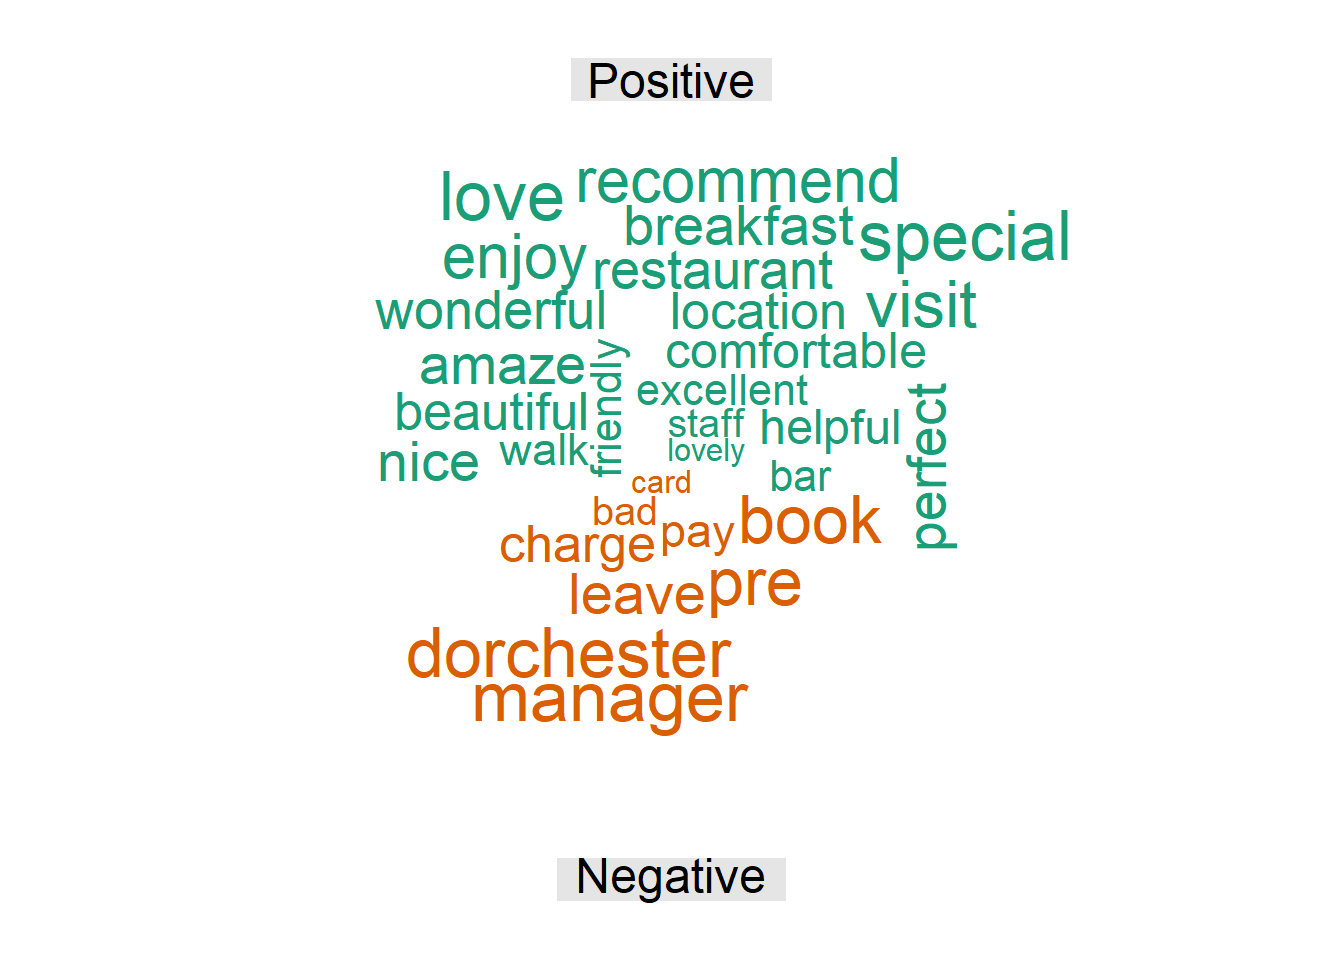 Positive
love recommend
breakfast special
enjoy restaurant
wonderful location visit
amaze friendly comfortable
excellent perfect
beautiful staff helpful
nice walk lovely
card bar
bad pay book
charge
leave pre
dorchester
manager
Negative